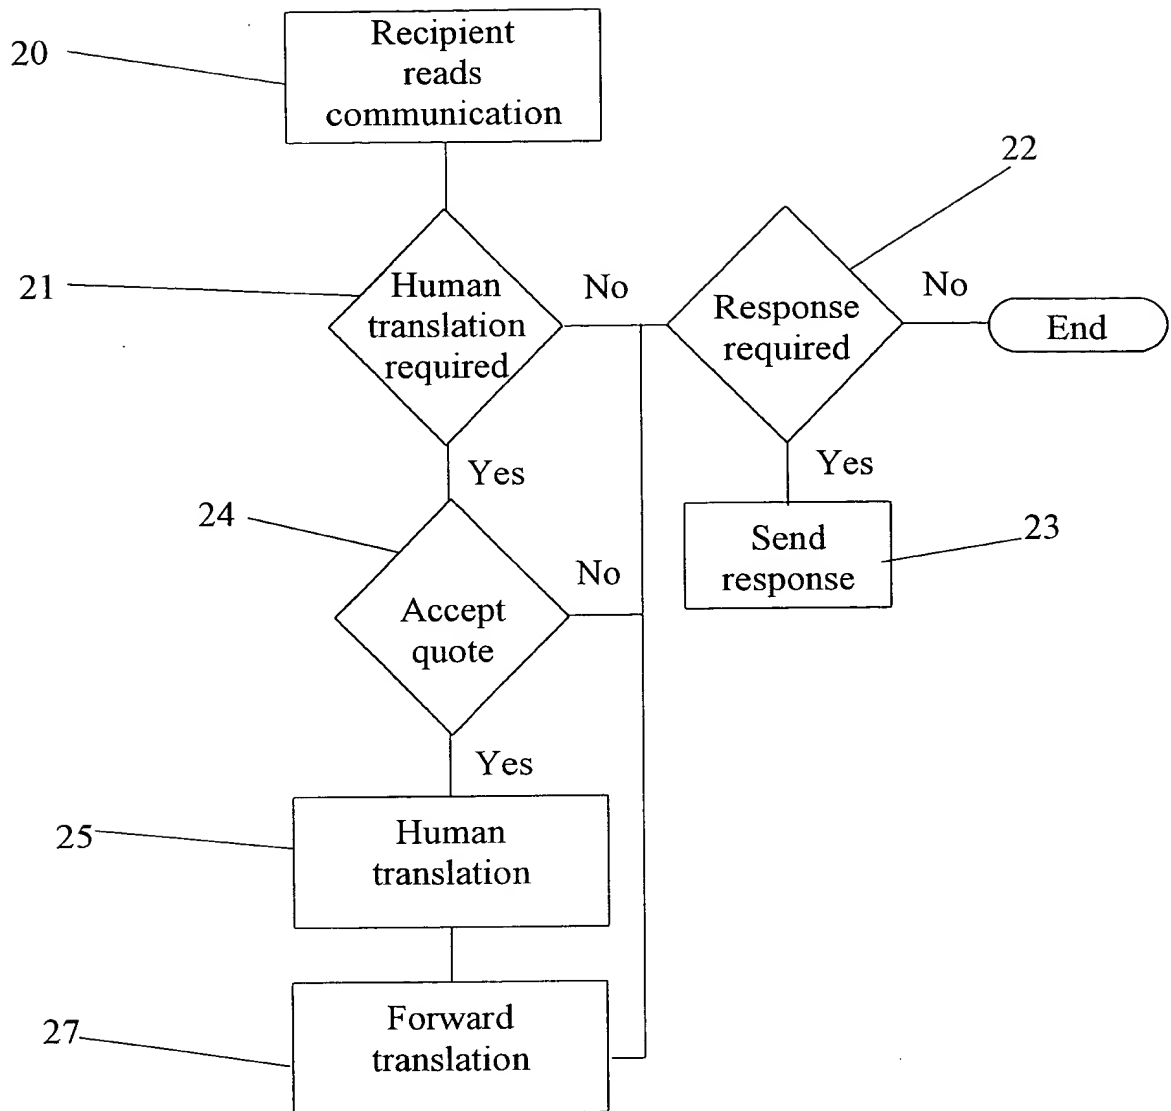 20
Recipient
reads
communication
22
21
Human
translation
required
No
Response
required
No
End
Yes
Yes
24
Accept
quote
No
Send
response
23
Yes
25
Human
translation
27
Forward
translation